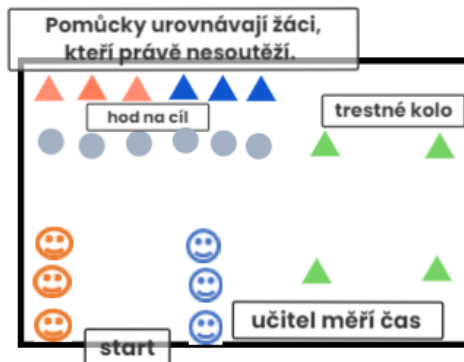 Pomůcky urovnávají žáci,
kteří právě nesoutěží.
hod na cíl
trestné kolo
učitel měří čas
start